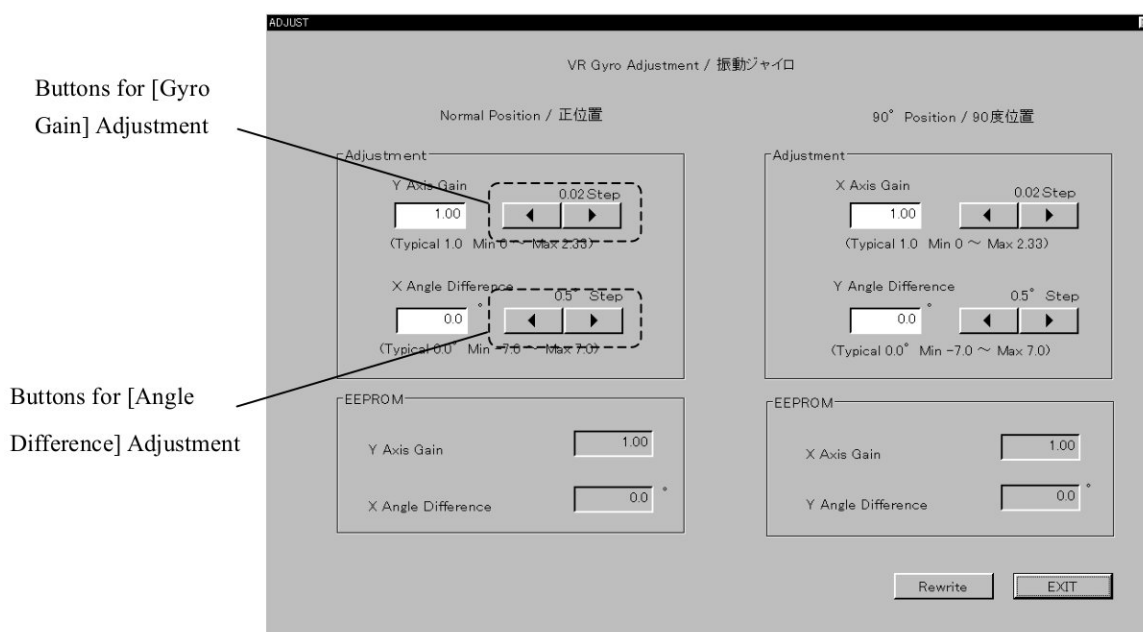 ADJUST
VR Gyro Adjustment / 振動ジャイロ
Buttons for [Gyro
Gain] Adjustment
Normal Position / 正位置
90° Position / 90度位置
Adjustment
Y Axis Gain
0.02 Step
1.00
(Typical 1.0 Min 0 ～ Max 2.33)
X Angle Difference
0.5° Step
0.0 °
(Typical 0.0° Min -7.0 ～ Max 7.0)
Adjustment
X Axis Gain
0.02 Step
1.00
(Typical 1.0 Min 0 ～ Max 2.33)
Y Angle Difference
0.5° Step
0.0 °
(Typical 0.0° Min -7.0 ～ Max 7.0)
Buttons for [Angle
Difference] Adjustment
EEPROM
Y Axis Gain 1.00
X Angle Difference 0.0 °
EEPROM
X Axis Gain 1.00
Y Angle Difference 0.0 °
Rewrite
EXIT